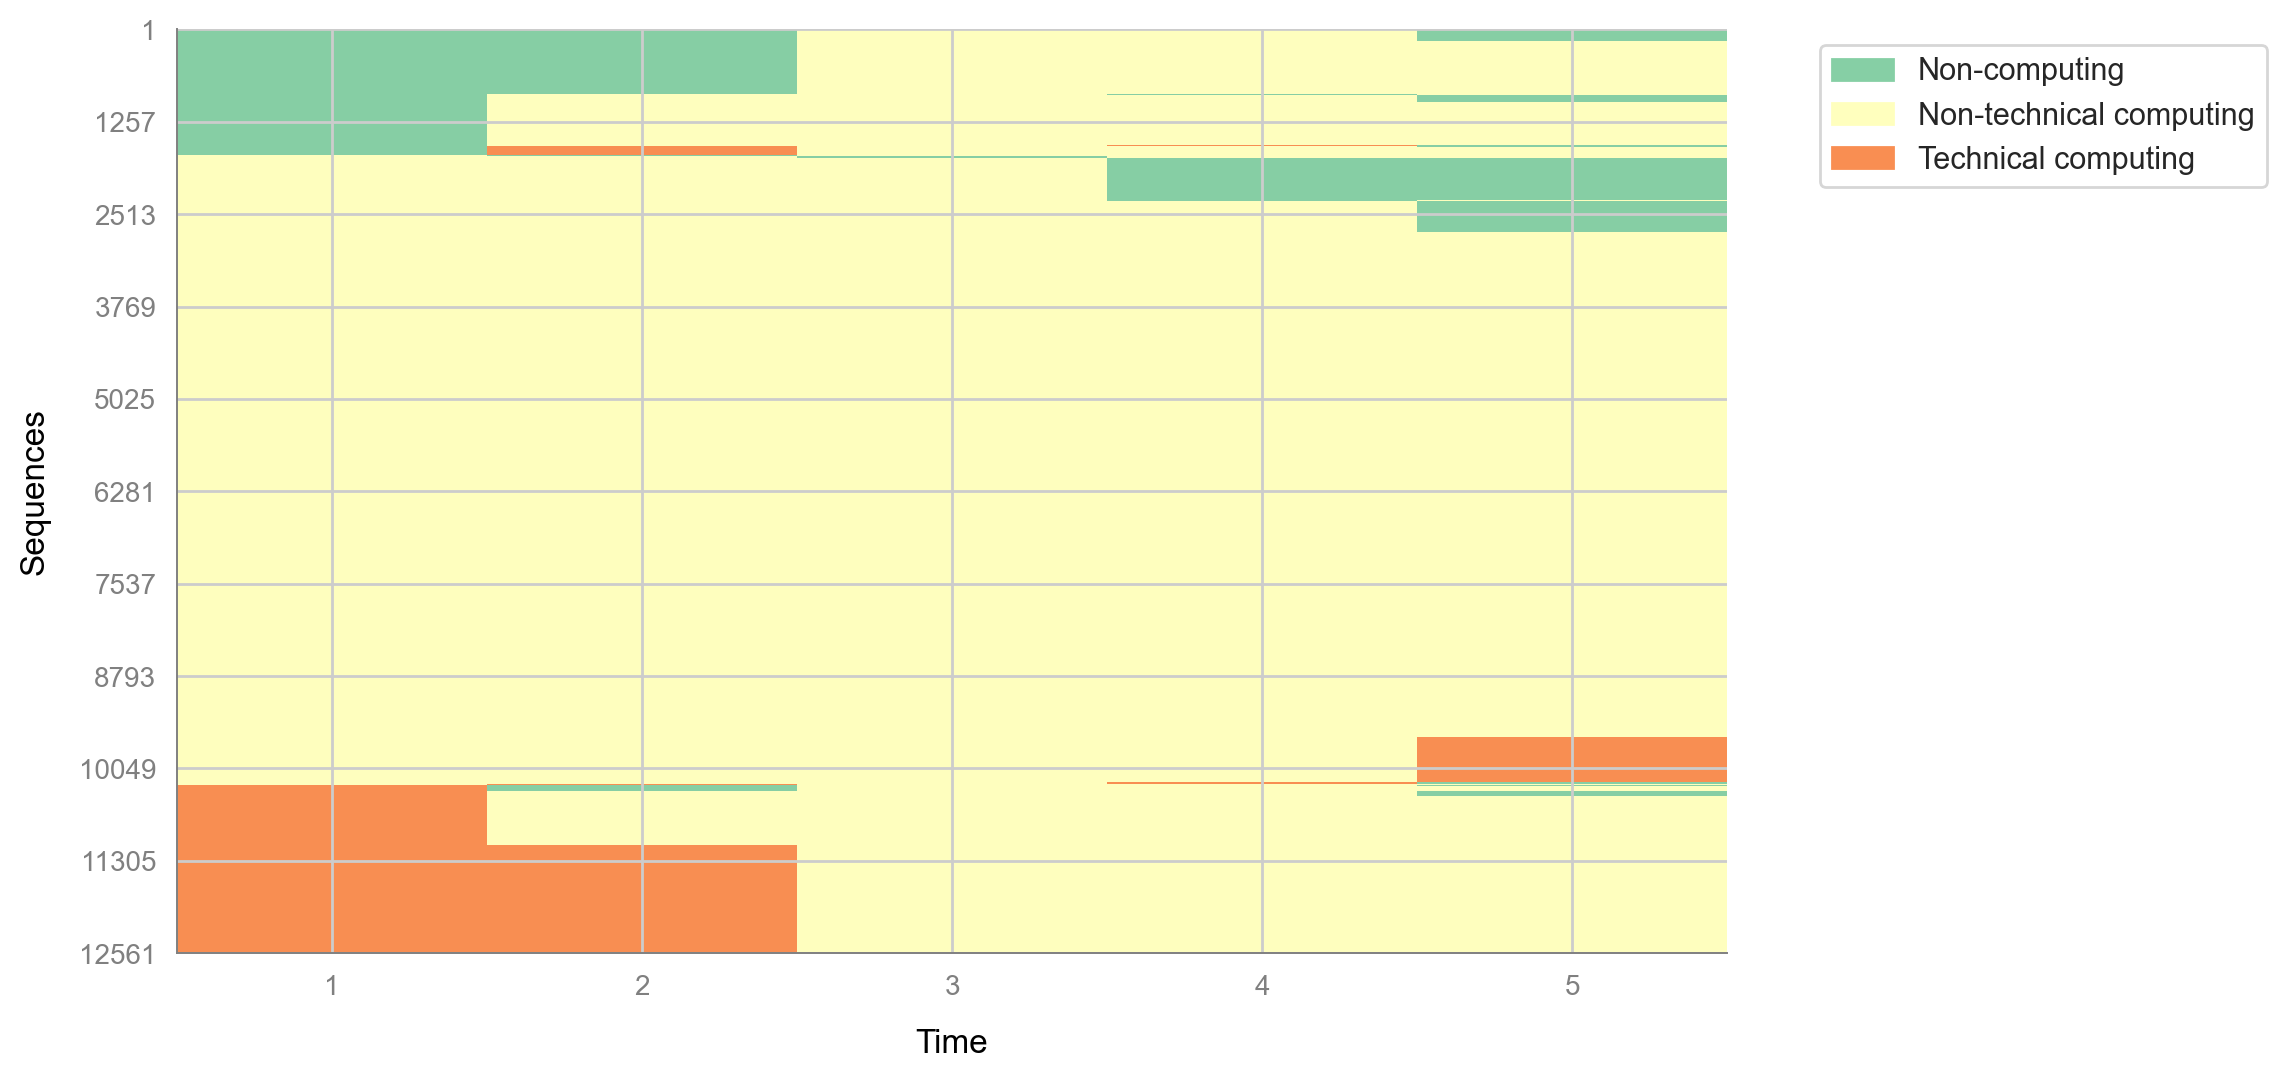 1
1257
2513
3769
5025
6281
7537
8793
10049
11305
12561
Sequences
1 2 3 4 5
Time
Non-computing
Non-technical computing
Technical computing